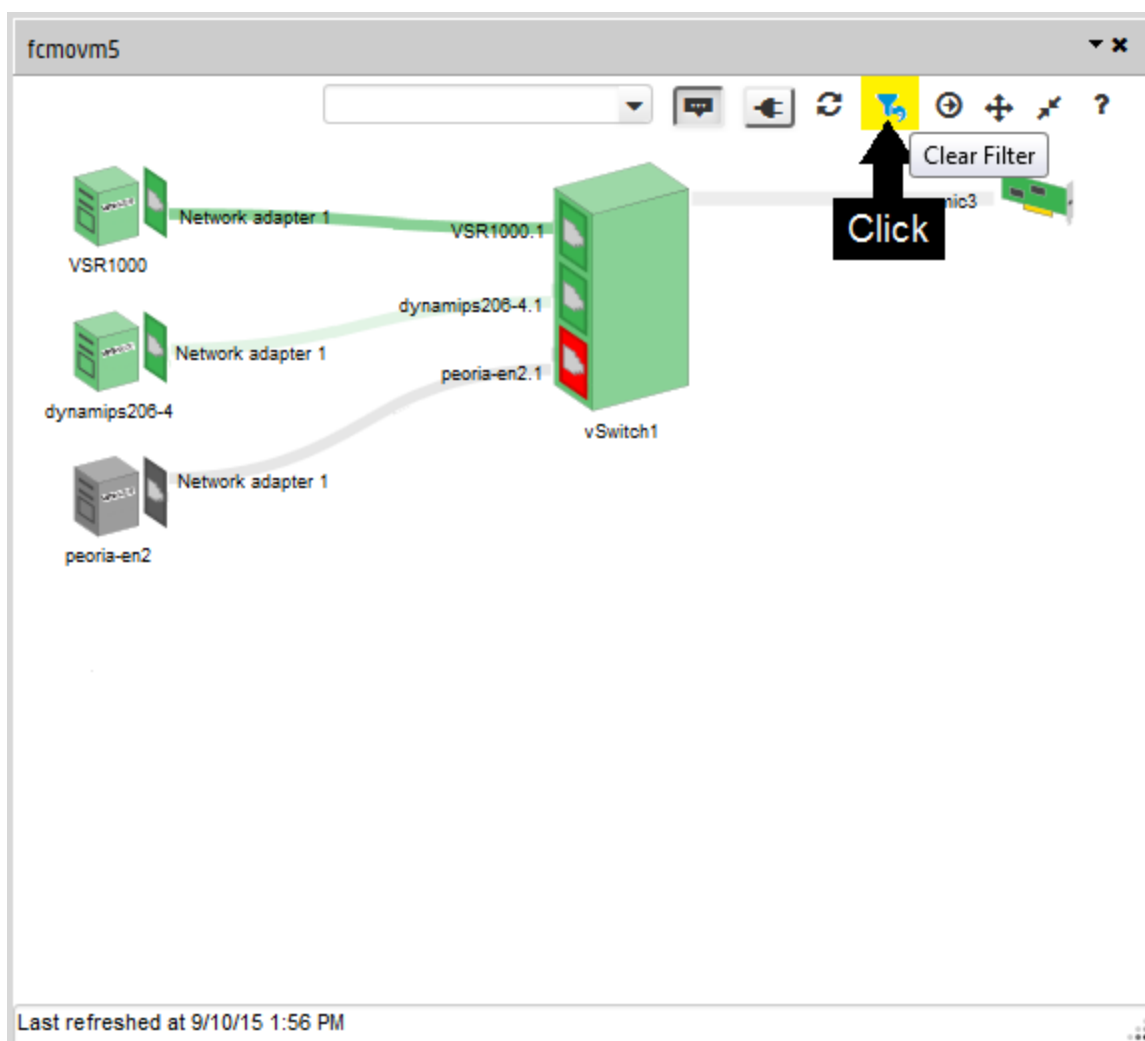 fcmovm5
?
Clear Filter
Click
Network adapter 1
VSR1000.1
VSR1000
dynamips206-4.1
Network adapter 1
peoria-en2.1
dynamips206-4
vSwitch1
Network adapter 1
peoria-en2
Last refreshed at 9/10/15 1:56 PM